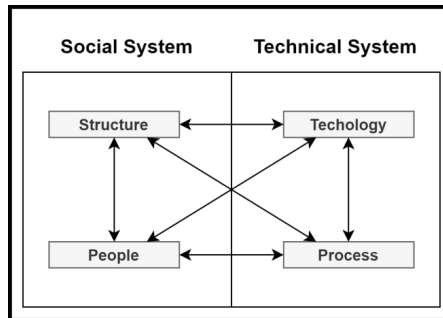 Social System
Technical System
Structure
Techology
People
Process